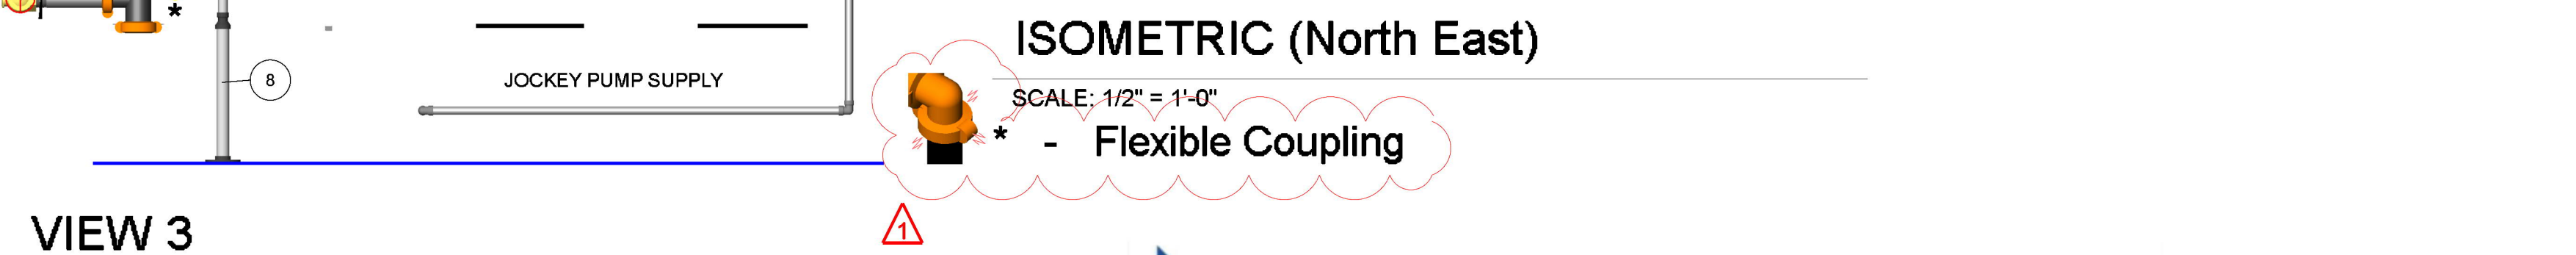 *
8
JOCKEY PUMP SUPPLY
VIEW 3
ISOMETRIC (North East)
SCALE: 1/2" = 1'-0"
* - Flexible Coupling
1